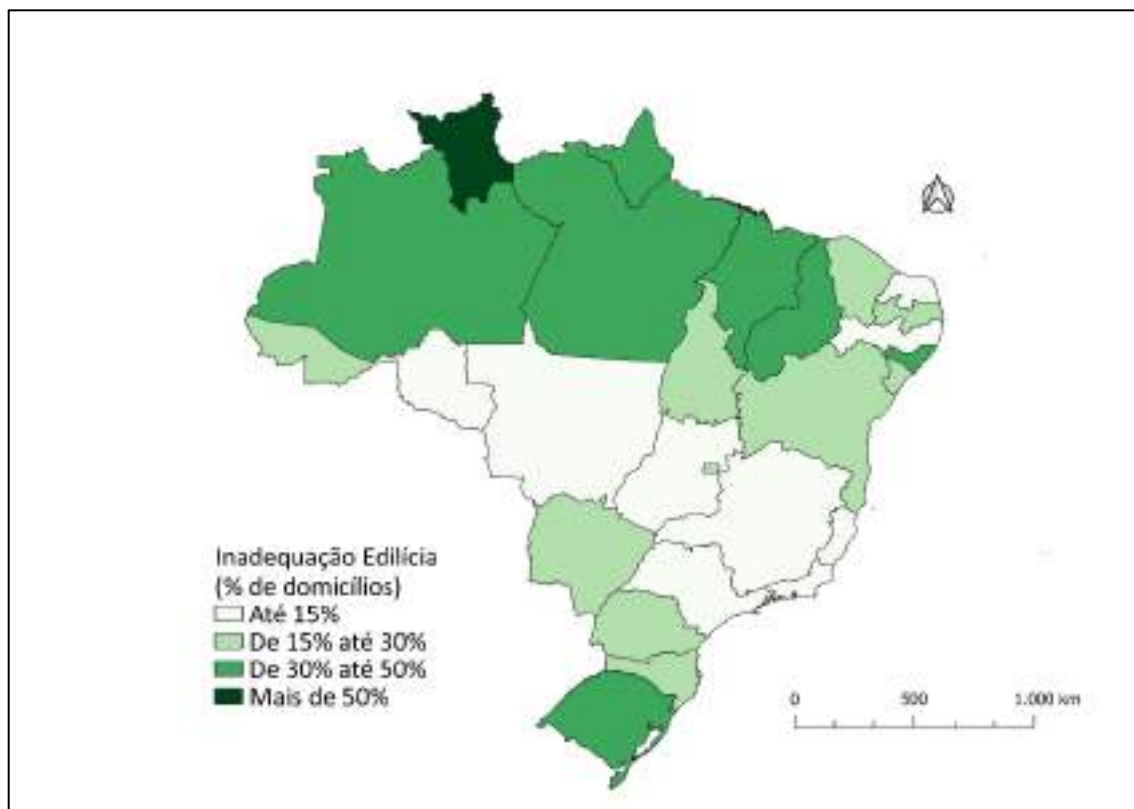 Inadequação Edilícia
(% de domicílios)
Até 15%
De 15% até 30%
De 30% até 50%
Mais de 50%
0 500 1.000 km